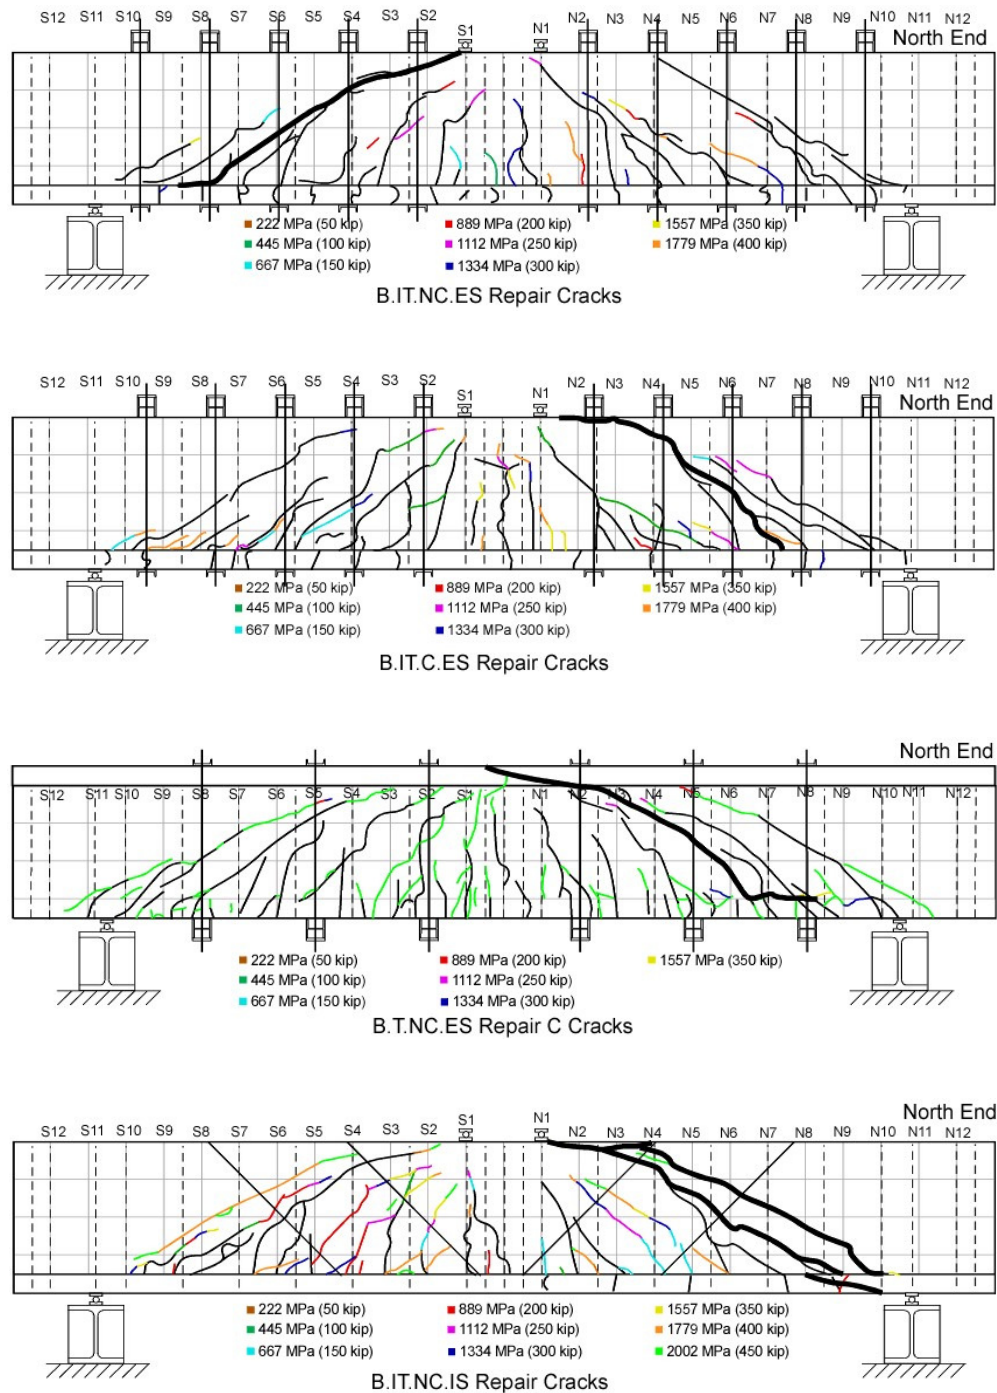 S12 S11 S10 S9 S8 S7 S6 S5 S4 S3 S2 S1 N1 N2 N3 N4 N5 N6 N7 N8 N9 N10 N11 N12
North End
222 MPa (50 kip) 889 MPa (200 kip) 1557 MPa (350 kip)
445 MPa (100 kip) 1112 MPa (250 kip) 1779 MPa (400 kip)
667 MPa (150 kip) 1334 MPa (300 kip)
B.IT.NC.ES Repair Cracks
S12 S11 S10 S9 S8 S7 S6 S5 S4 S3 S2 S1 N1 N2 N3 N4 N5 N6 N7 N8 N9 N10 N11 N12
North End
222 MPa (50 kip) 889 MPa (200 kip) 1557 MPa (350 kip)
445 MPa (100 kip) 1112 MPa (250 kip) 1779 MPa (400 kip)
667 MPa (150 kip) 1334 MPa (300 kip)
B.IT.C.ES Repair Cracks
North End
S12 S11 S10 S9 S8 S7 S6 S5 S4 S3 S2 S1 N1 N2 N3 N4 N5 N6 N7 N8 N9 N10 N11 N12
222 MPa (50 kip) 889 MPa (200 kip) 1557 MPa (350 kip)
445 MPa (100 kip) 1112 MPa (250 kip)
667 MPa (150 kip) 1334 MPa (300 kip)
B.T.NC.ES Repair C Cracks
North End
S12 S11 S10 S9 S8 S7 S6 S5 S4 S3 S2 S1 N1 N2 N3 N4 N5 N6 N7 N8 N9 N10 N11 N12
222 MPa (50 kip) 889 MPa (200 kip) 1557 MPa (350 kip)
445 MPa (100 kip) 1112 MPa (250 kip) 1779 MPa (400 kip)
667 MPa (150 kip) 1334 MPa (300 kip) 2002 MPa (450 kip)
B.IT.NC.IS Repair Cracks